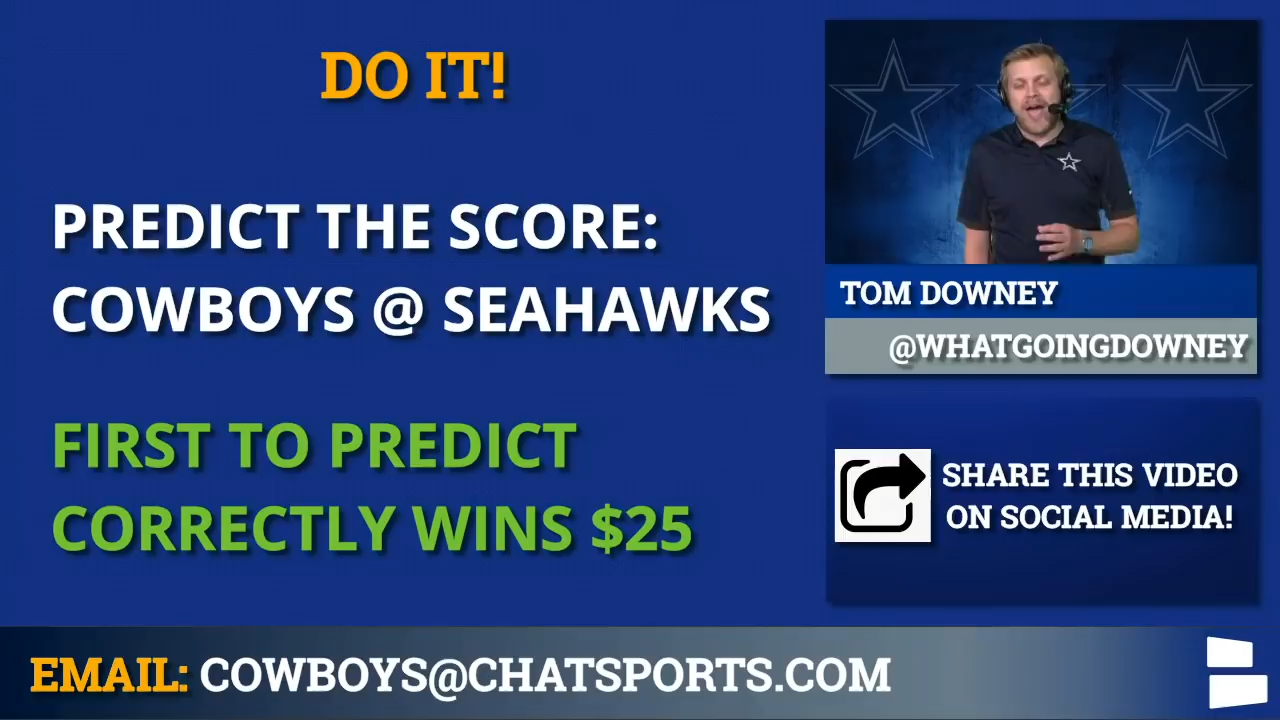 DO IT!
PREDICT THE SCORE:
COWBOYS @ SEAHAWKS
FIRST TO PREDICT
CORRECTLY WINS $25
TOM DOWNEY
@WHATGOINGDOWNEY
SHARE THIS VIDEO
ON SOCIAL MEDIA!
EMAIL: COWBOYS@CHATSPORTS.COM